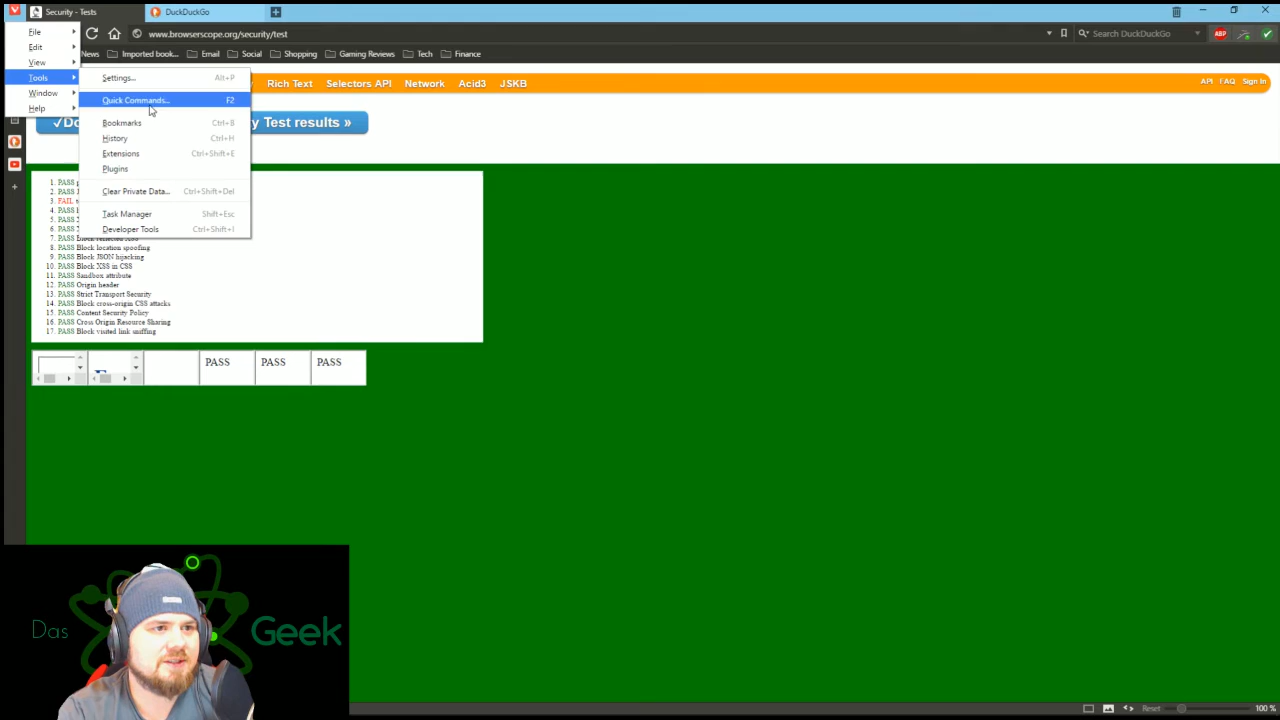 Security - Tests
DuckDuckGo
File
Edit
View
Tools
Window
Help
www.browserscope.org/security/test
Search DuckDuckGo
ABP
News
Imported book...
Email
Social
Shopping
Gaming Reviews
Tech
Finance
Settings... Alt+P
Quick Commands... F2
Bookmarks Ctrl+B
History Ctrl+H
Extensions Ctrl+Shift+E
Plugins
Clear Private Data... Ctrl+Shift+Del
Task Manager Shift+Esc
Developer Tools Ctrl+Shift+I
Rich Text
Selectors API
Network
Acid3
JSKB
API
FAQ
Sign In
✓Do
y Test results »
1. PASS
2. PASS
3. FAIL
4. PASS
5. PASS
6. PASS
7. PASS Block reflected XSS
8. PASS Block location spoofing
9. PASS Block JSON hijacking
10. PASS Block XSS in CSS
11. PASS Sandbox attribute
12. PASS Origin header
13. PASS Strict Transport Security
14. PASS Block cross-origin CSS attacks
15. PASS Content Security Policy
16. PASS Cross Origin Resource Sharing
17. PASS Block visited link sniffing
PASS
PASS
PASS
Das Geek
Reset
100 %